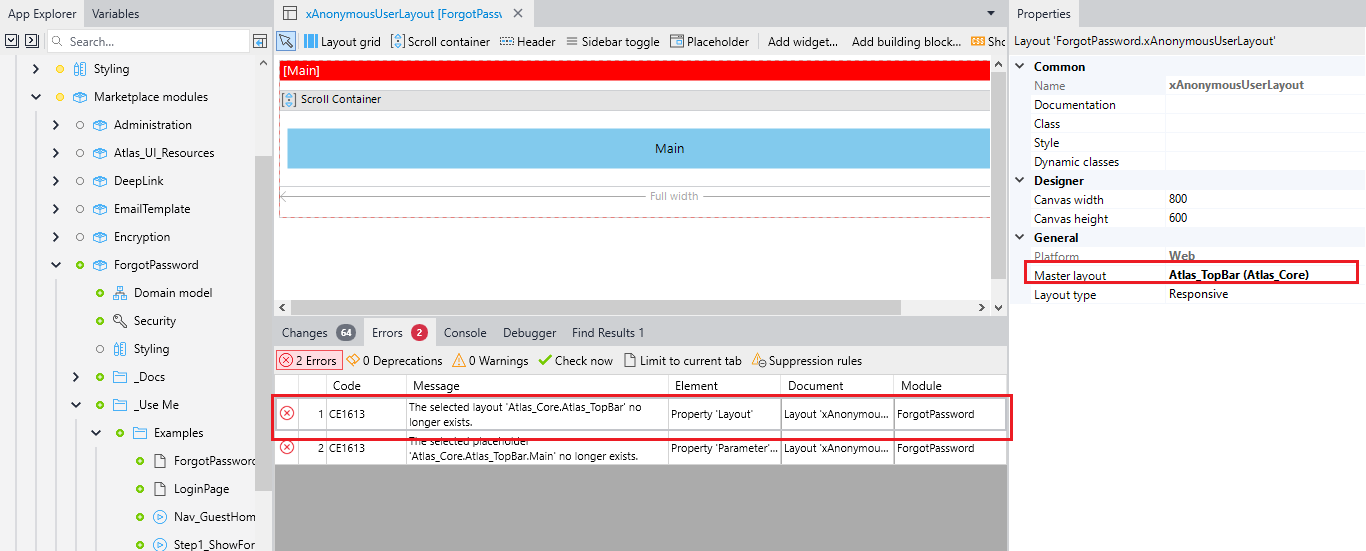 App Explorer
Variables
Search...
Styling
Marketplace modules
Administration
Atlas_UI_Resources
DeepLink
EmailTemplate
Encryption
ForgotPassword
Domain model
Security
Styling
_Docs
_Use Me
Examples
ForgotPassword
LoginPage
Nav_GuestHom
Step1_ShowFor
xAnonymousUserLayout [ForgotPassw
Layout grid
Scroll container
Header
Sidebar toggle
Placeholder
Add widget...
Add building block...
CSS Sho
[Main]
Scroll Container
Main
Full width
Changes 64
Errors 2
Console
Debugger
Find Results 1
2 Errors
0 Deprecations
0 Warnings
Check now
Limit to current tab
Suppression rules
Code Message Element Document Module
1 CE1613 The selected layout 'Atlas_Core.Atlas_TopBar' no Property 'Layout' Layout 'xAnonymou... ForgotPassword
longer exists.
2 CE1613 The selected placeholder Property 'Parameter'... Layout 'xAnonymou... ForgotPassword
'Atlas_Core.Atlas_TopBar.Main' no longer exists.
Properties
Layout 'ForgotPassword.xAnonymousUserLayout'
Common
Name xAnonymousUserLayout
Documentation
Class
Style
Dynamic classes
Designer
Canvas width 800
Canvas height 600
General
Platform Web
Master layout Atlas_TopBar (Atlas_Core)
Layout type Responsive